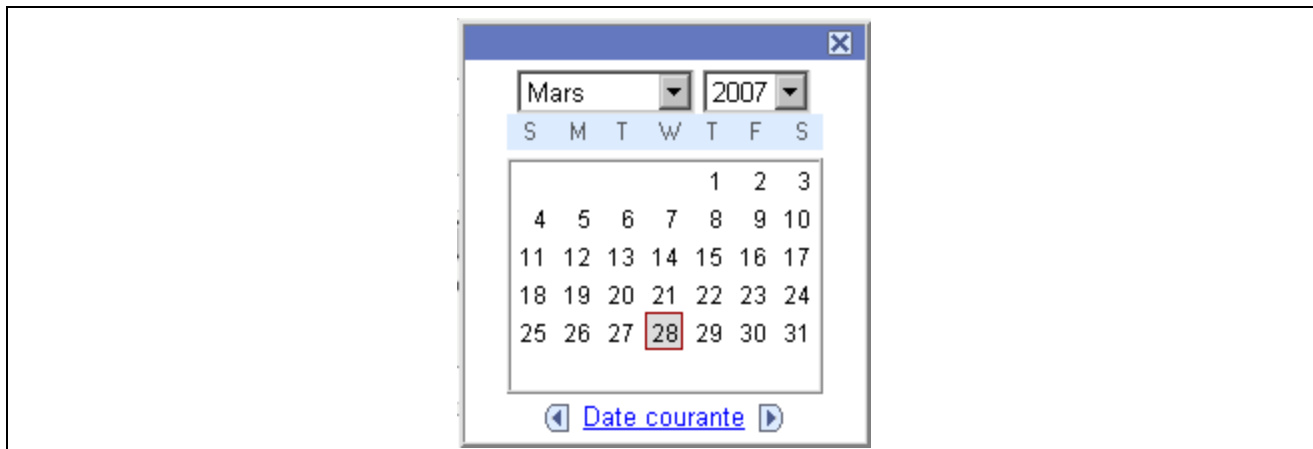 Mars 2007
S M T W T F S
1 2 3
4 5 6 7 8 9 10
11 12 13 14 15 16 17
18 19 20 21 22 23 24
25 26 27 28 29 30 31
Date courante